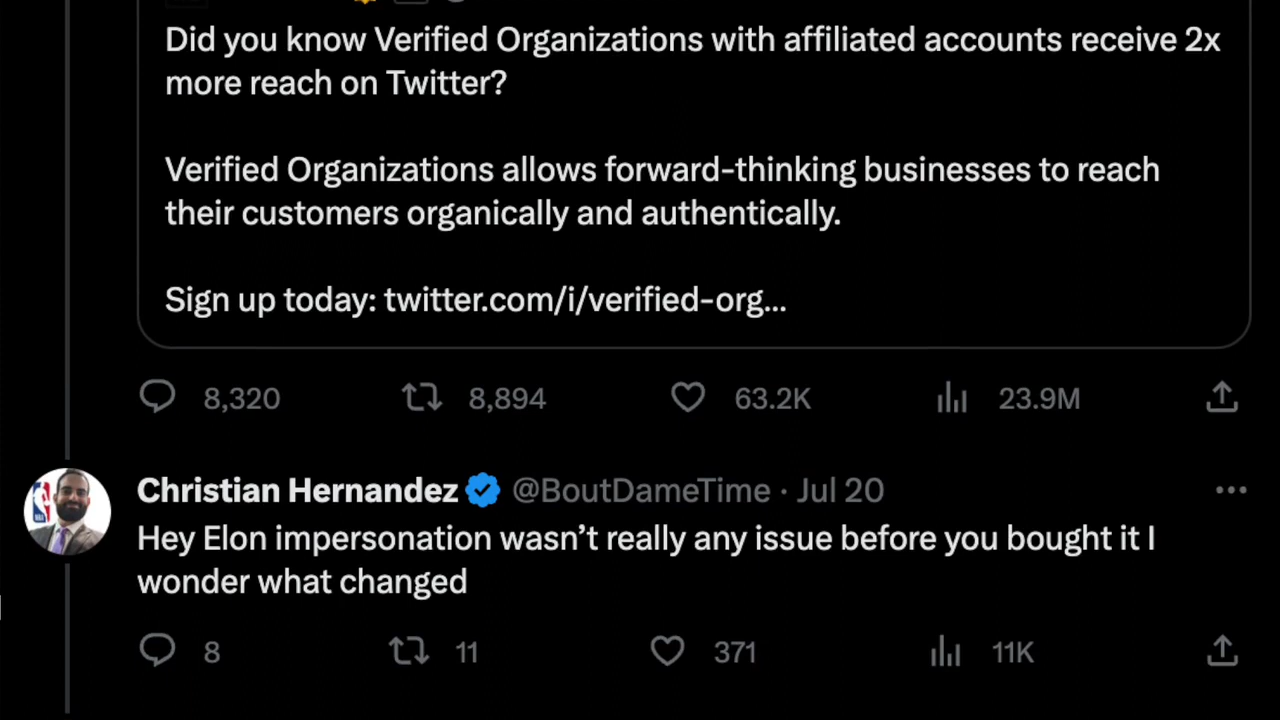 Did you know Verified Organizations with affiliated accounts receive 2x
more reach on Twitter?
Verified Organizations allows forward-thinking businesses to reach
their customers organically and authentically.
Sign up today: twitter.com/i/verified-org...
8,320 8,894 63.2K 23.9M
Christian Hernandez @BoutDameTime · Jul 20
Hey Elon impersonation wasn’t really any issue before you bought it I
wonder what changed
8 11 371 11K